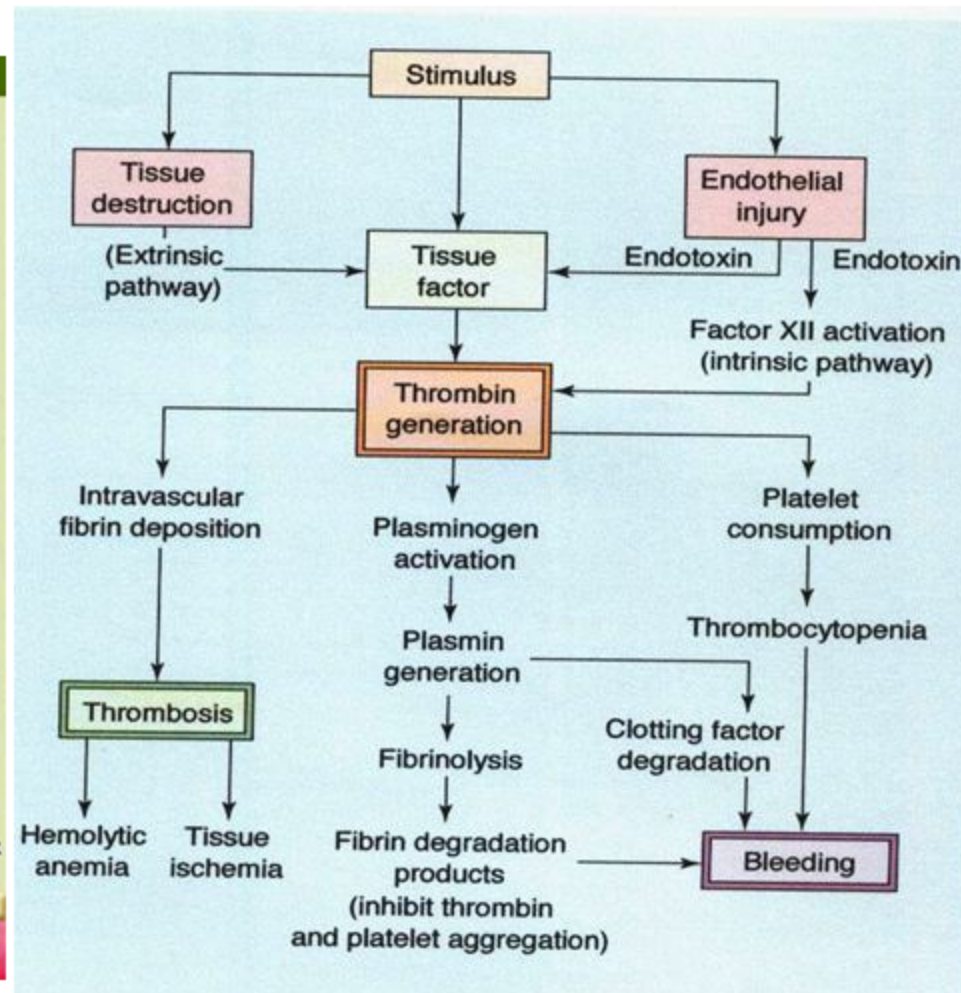 Stimulus
Tissue
destruction
Endothelial
injury
(Extrinsic
pathway)
Tissue
factor
Endotoxin
Endotoxin
Factor XII activation
(intrinsic pathway)
Thrombin
generation
Intravascular
fibrin deposition
Plasminogen
activation
Platelet
consumption
Plasmin
generation
Thrombocytopenia
Thrombosis
Clotting factor
degradation
Fibrinolysis
Hemolytic
anemia
Tissue
ischemia
Fibrin degradation
products
(inhibit thrombin
and platelet aggregation)
Bleeding